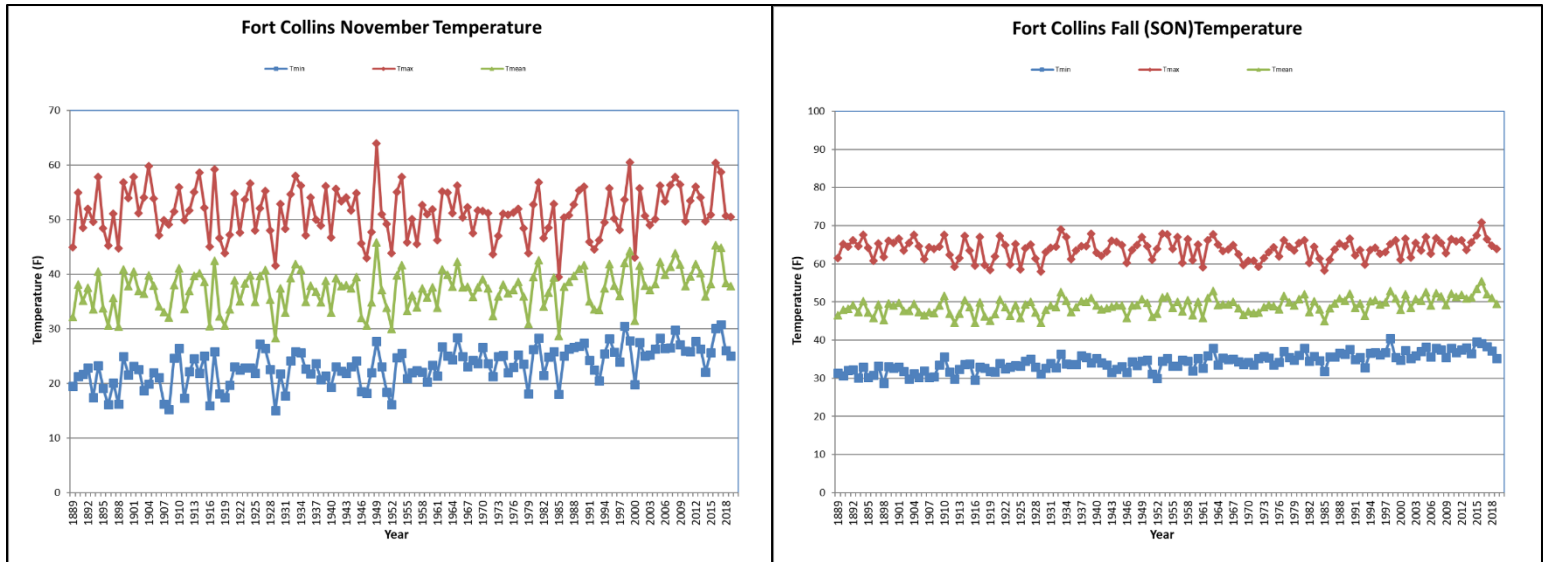 Fort Collins November Temperature
Tmin Tmax Tmean
70
60
50
40
30
20
10
0
Temperature (F)
1889 1892 1895 1898 1901 1904 1907 1910 1913 1916 1919 1922 1925 1928 1931 1934 1937 1940 1943 1946 1949 1952 1955 1958 1961 1964 1967 1970 1973 1976 1979 1982 1985 1988 1991 1994 1997 2000 2003 2006 2009 2012 2015 2018
Year
Fort Collins Fall (SON)Temperature
Tmin Tmax Tmean
100
90
80
70
60
50
40
30
20
10
0
Temperature (F)
1889 1892 1895 1898 1901 1904 1907 1910 1913 1916 1919 1922 1925 1928 1931 1934 1937 1940 1943 1946 1949 1952 1955 1958 1961 1964 1967 1970 1973 1976 1979 1982 1985 1988 1991 1994 1997 2000 2003 2006 2009 2012 2015 2018
Year